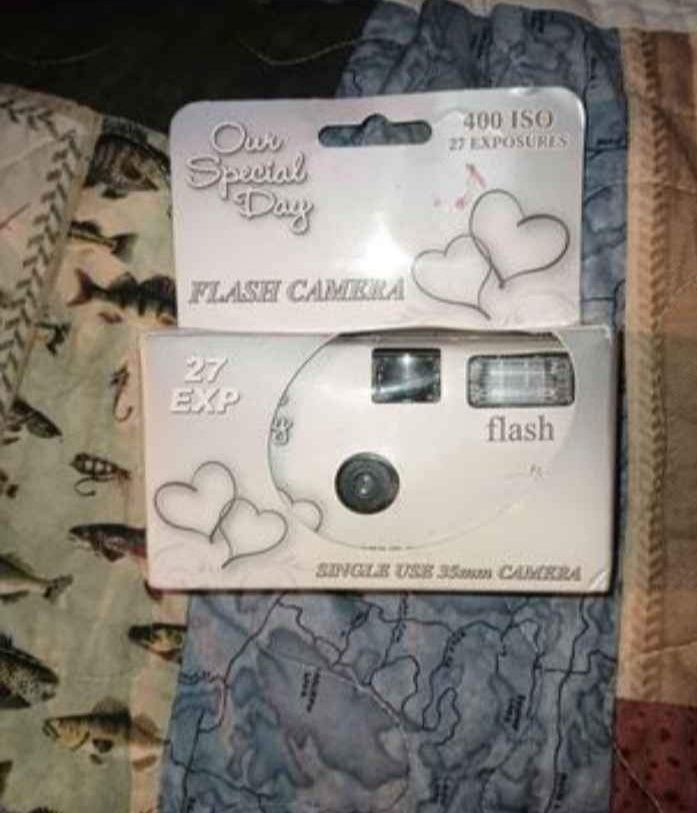 Our
Special
Day
400 ISO
27 EXPOSURES
FLASH CAMERA
27
EXP
flash
SINGLE USE 35mm CAMERA